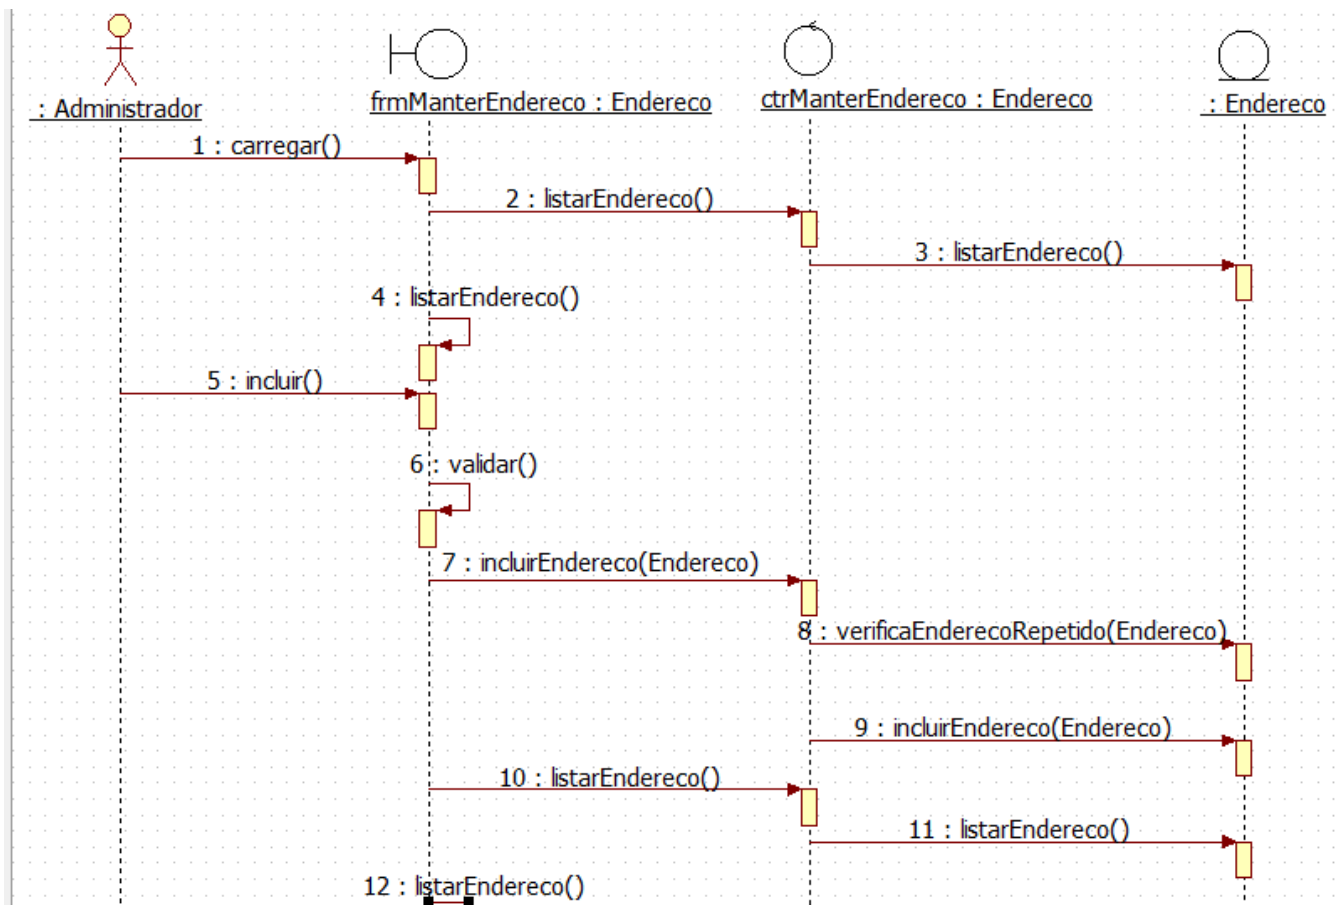 : Administrador
frmManterEndereco : Endereco
ctrManterEndereco : Endereco
: Endereco
1 : carregar()
2 : listarEndereco()
3 : listarEndereco()
4 : listarEndereco()
5 : incluir()
6 : validar()
7 : incluirEndereco(Endereco)
8 : verificaEnderecoRepetido(Endereco)
9 : incluirEndereco(Endereco)
10 : listarEndereco()
11 : listarEndereco()
12 : listarEndereco()